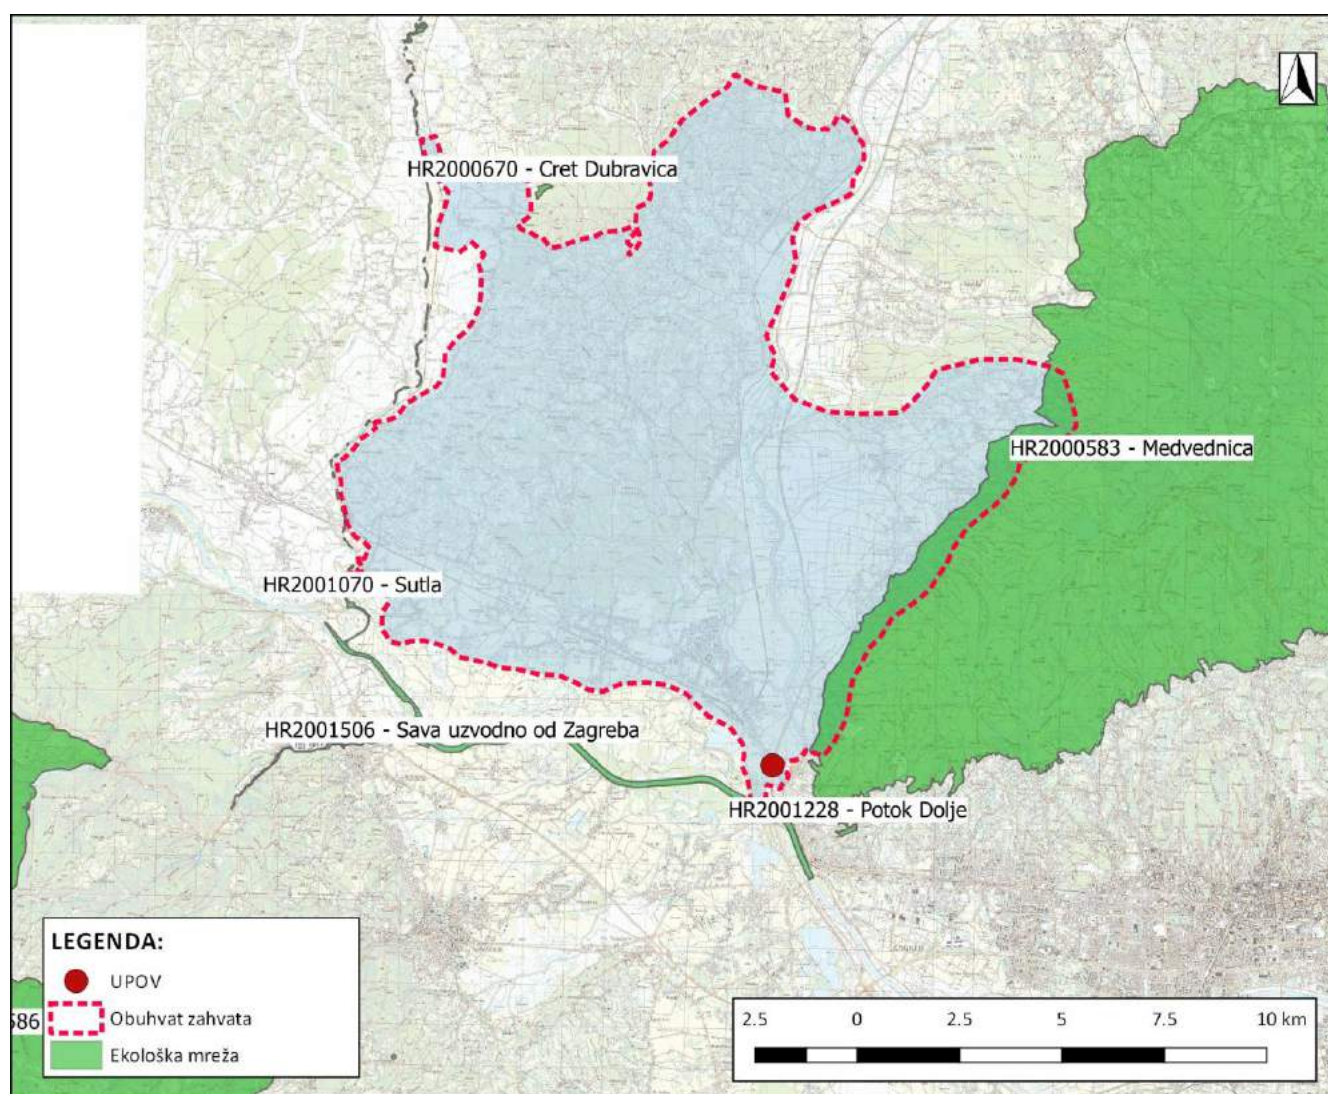 HR2000670 - Cret Dubravica
HR2000583 - Medvednica
HR2001070 - Sutla
HR2001506 - Sava uzvodno od Zagreba
HR2001228 - Potok Dolje
LEGENDA:
UPOV
Obuhvat zahvata
Ekološka mreža
586
2.5 0 2.5 5 7.5 10 km